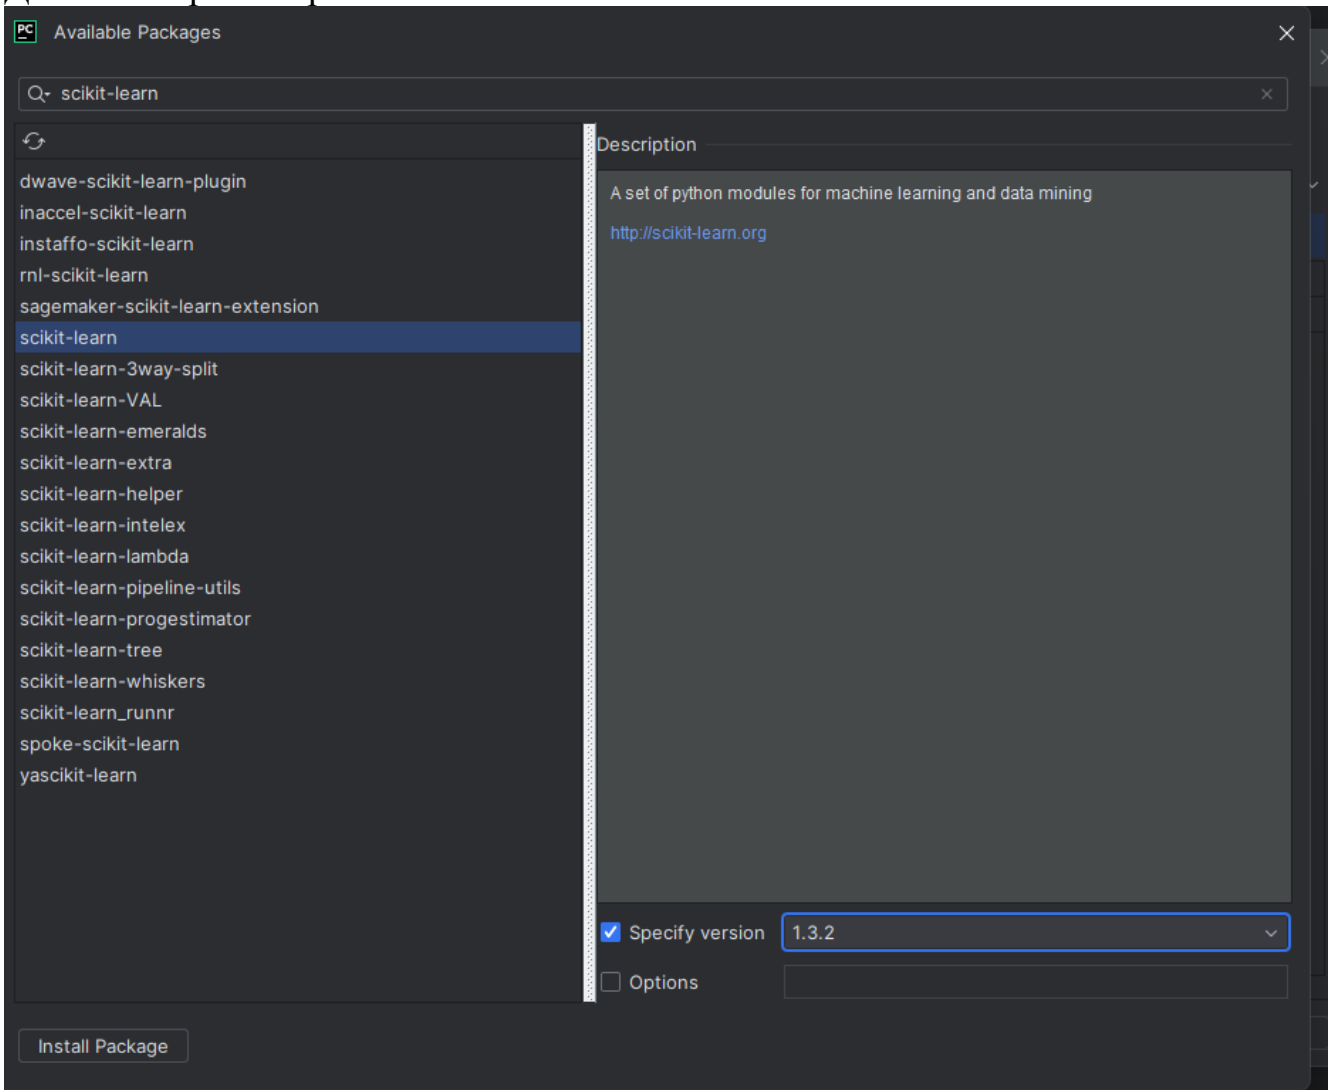 PC Available Packages
scikit-learn
Description
dwave-scikit-learn-plugin
inaccel-scikit-learn
instaffo-scikit-learn
rnl-scikit-learn
sagemaker-scikit-learn-extension
scikit-learn
scikit-learn-3way-split
scikit-learn-VAL
scikit-learn-emeralds
scikit-learn-extra
scikit-learn-helper
scikit-learn-intelex
scikit-learn-lambda
scikit-learn-pipeline-utils
scikit-learn-progestimator
scikit-learn-tree
scikit-learn-whiskers
scikit-learn_runnr
spoke-scikit-learn
yascikit-learn
A set of python modules for machine learning and data mining
http://scikit-learn.org
Specify version 1.3.2
Options
Install Package